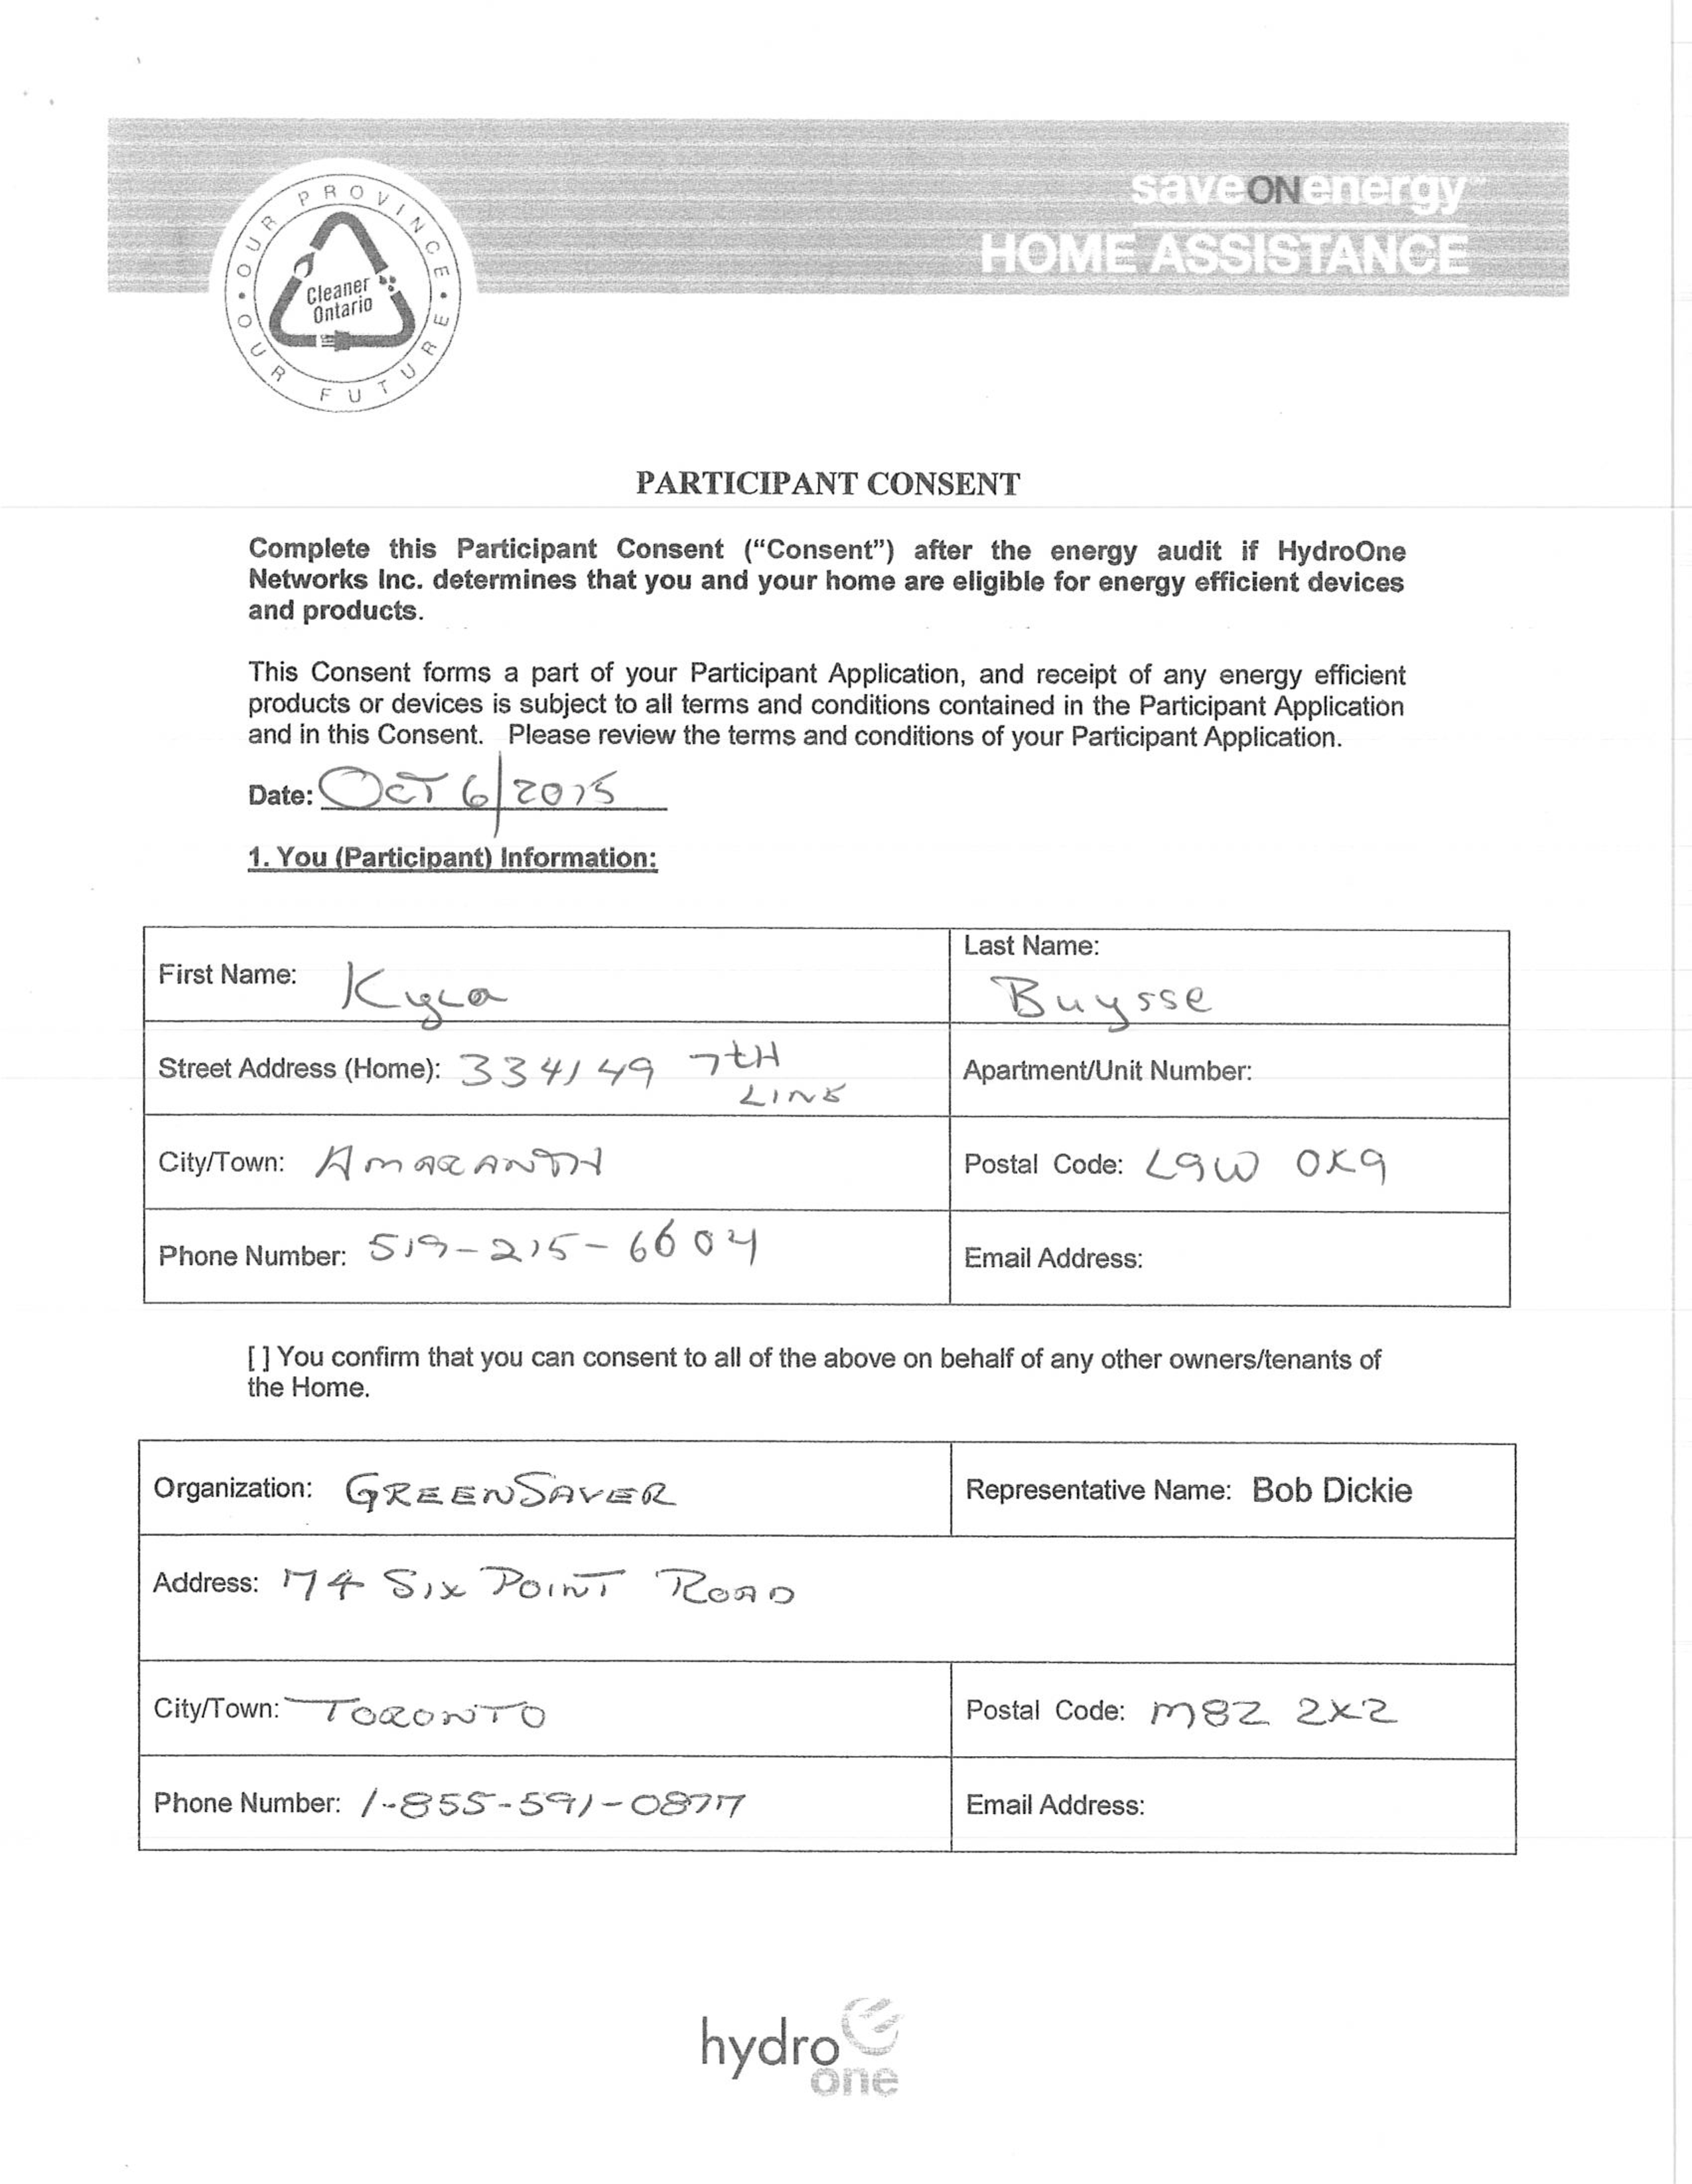 OUR PROVINCE • OUR FUTURE •
Cleaner
Ontario
saveONenergy™
HOME ASSISTANCE
PARTICIPANT CONSENT
Complete this Participant Consent (“Consent”) after the energy audit if HydroOne
Networks Inc. determines that you and your home are eligible for energy efficient devices
and products.
This Consent forms a part of your Participant Application, and receipt of any energy efficient
products or devices is subject to all terms and conditions contained in the Participant Application
and in this Consent. Please review the terms and conditions of your Participant Application.
Date: OCT 6/2015
1. You (Participant) Information:
First Name: Kyla
Last Name:
Buysse
Street Address (Home): 334149 7TH
LINE
Apartment/Unit Number:
City/Town: AMARANTH
Postal Code: L9W 0K9
Phone Number: 519-215-6604
Email Address:
[ ] You confirm that you can consent to all of the above on behalf of any other owners/tenants of
the Home.
Organization: GREENSAVER
Representative Name: Bob Dickie
Address: 74 SIX POINT ROAD
City/Town: TORONTO
Postal Code: M8Z 2X2
Phone Number: 1-855-591-0877
Email Address:
hydro
one